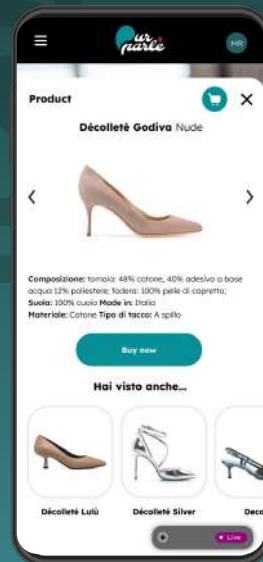 ur
parlé
MR
Product
Décolleté Godiva Nude
Composizione: tomaia: 48% cotone, 40% adesivo a base
acqua 12% poliestere; fodera: 100% pelle di capretto;
Suola: 100% cuoio Made in: Italia
Materiale: Cotone Tipo di tacco: A spillo
Buy now
Hai visto anche...
Décolleté Lulù
Décolleté Silver
Deco
Live